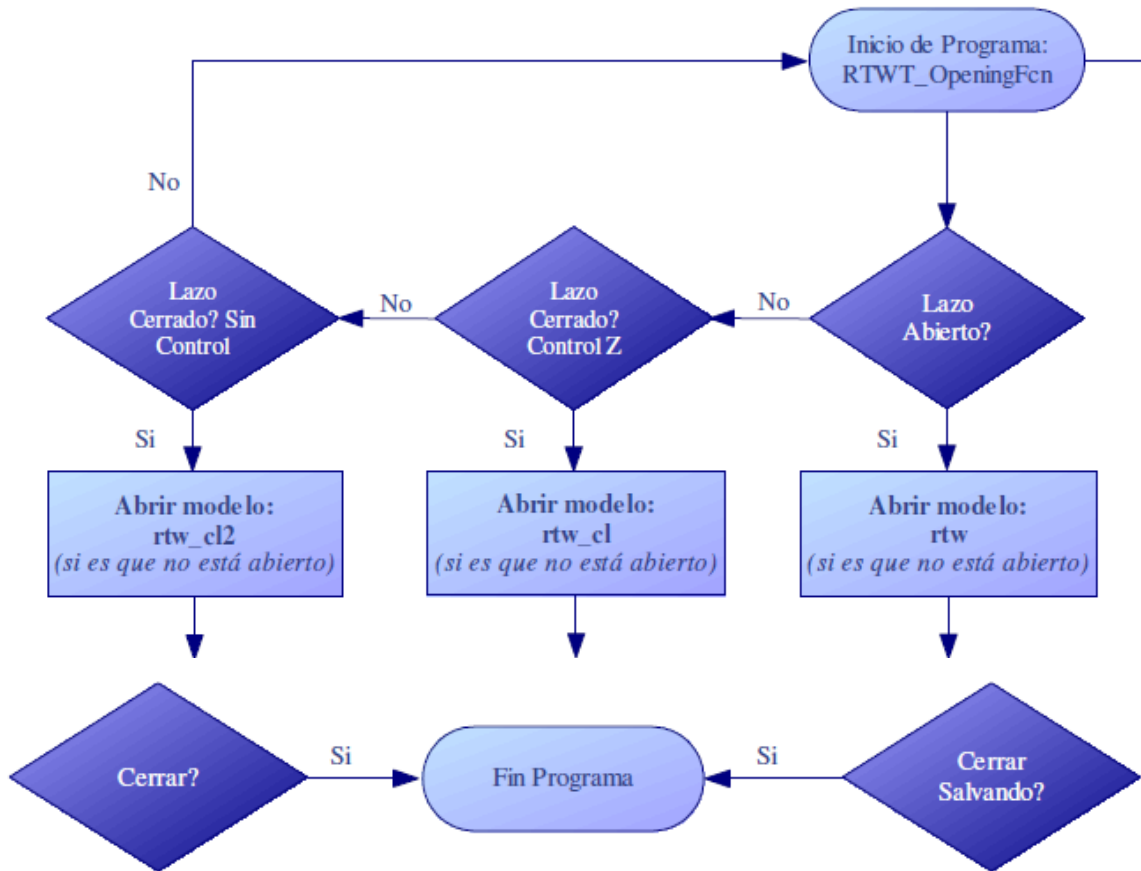 Inicio de Programa:
RTWT_OpeningFcn
No
Lazo
Cerrado? Sin
Control
No
Lazo
Cerrado?
Control Z
No
Lazo
Abierto?
Si
Si
Si
Abrir modelo:
rtw_cl2
(si es que no está abierto)
Abrir modelo:
rtw_cl
(si es que no está abierto)
Abrir modelo:
rtw
(si es que no está abierto)
Cerrar?
Si
Fin Programa
Si
Cerrar
Salvando?